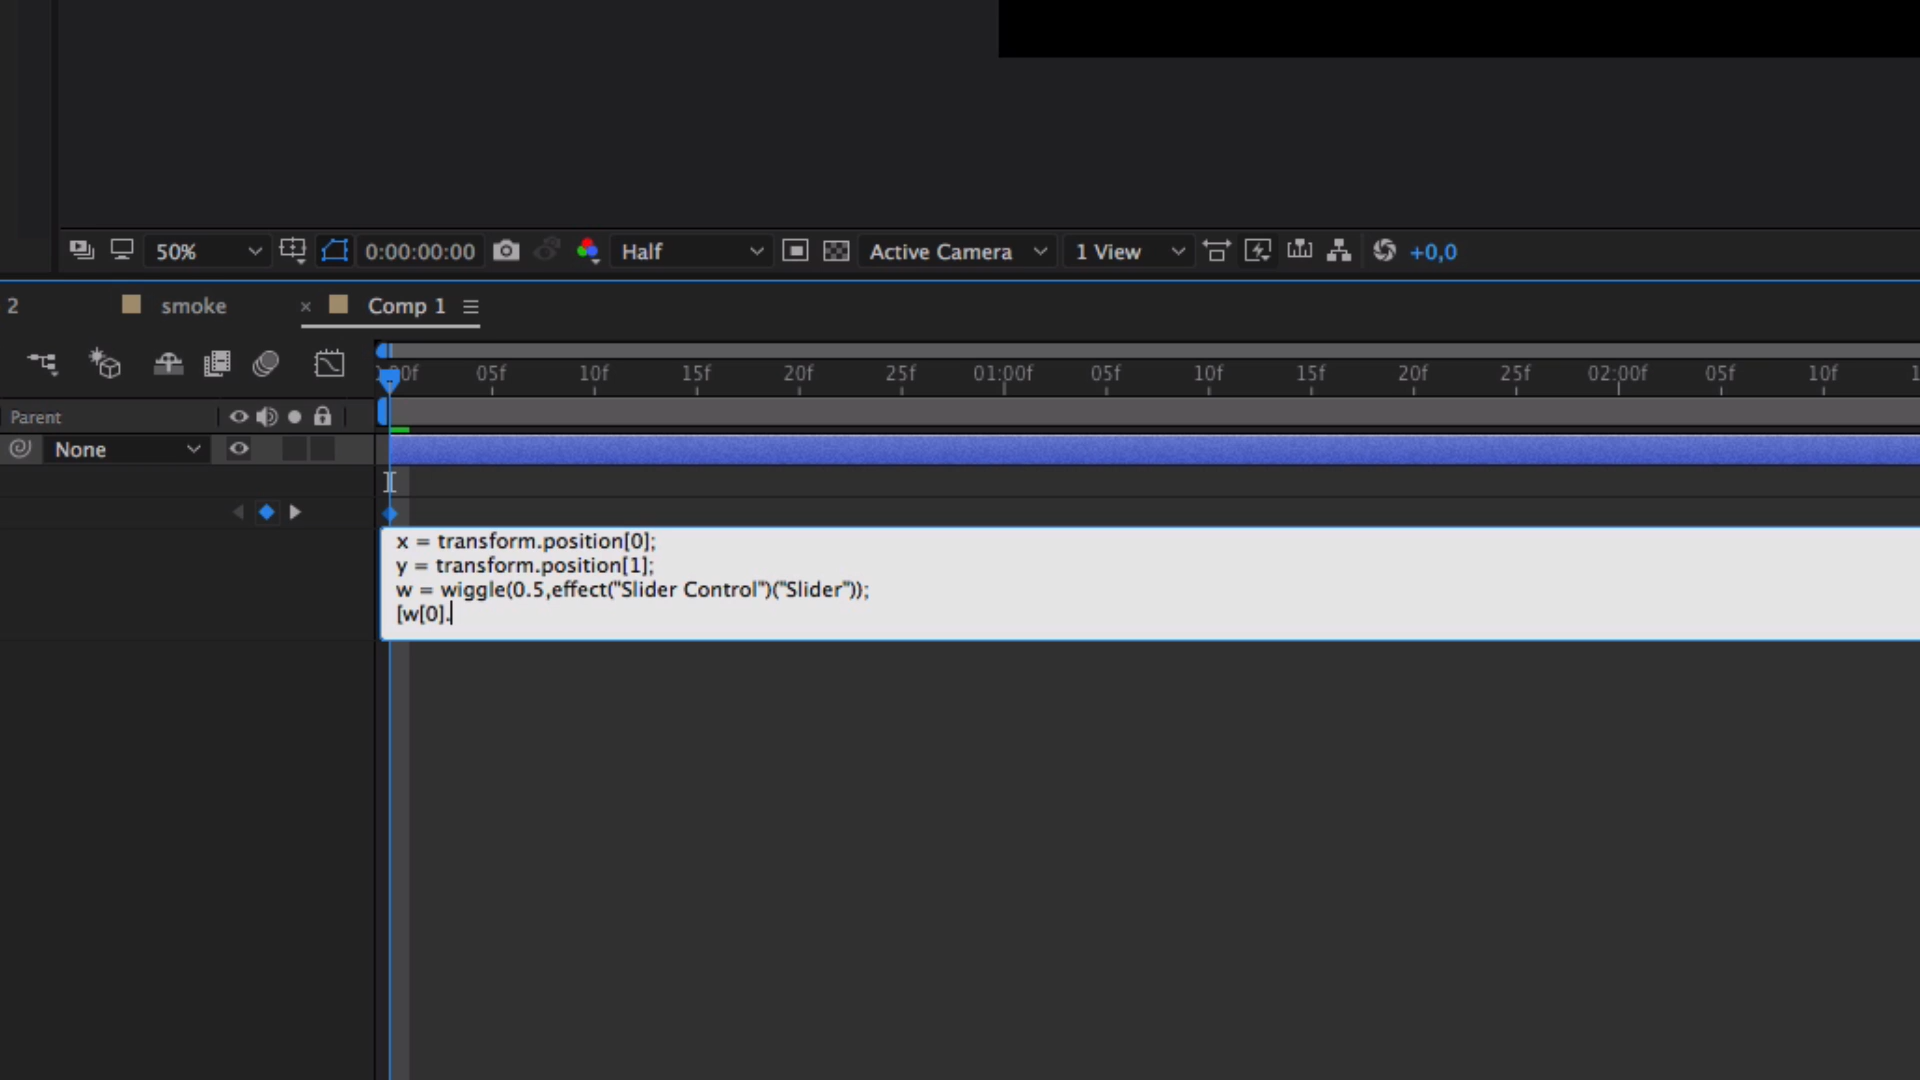 50%
0:00:00:00
Half
Active Camera
1 View
+0,0
2
smoke
× Comp 1
05f 10f 15f 20f 25f 01:00f 05f 10f 15f 20f 25f 02:00f 05f 10f
Parent
None
x = transform.position[0];
y = transform.position[1];
w = wiggle(0.5,effect("Slider Control")("Slider"));
[w[0].